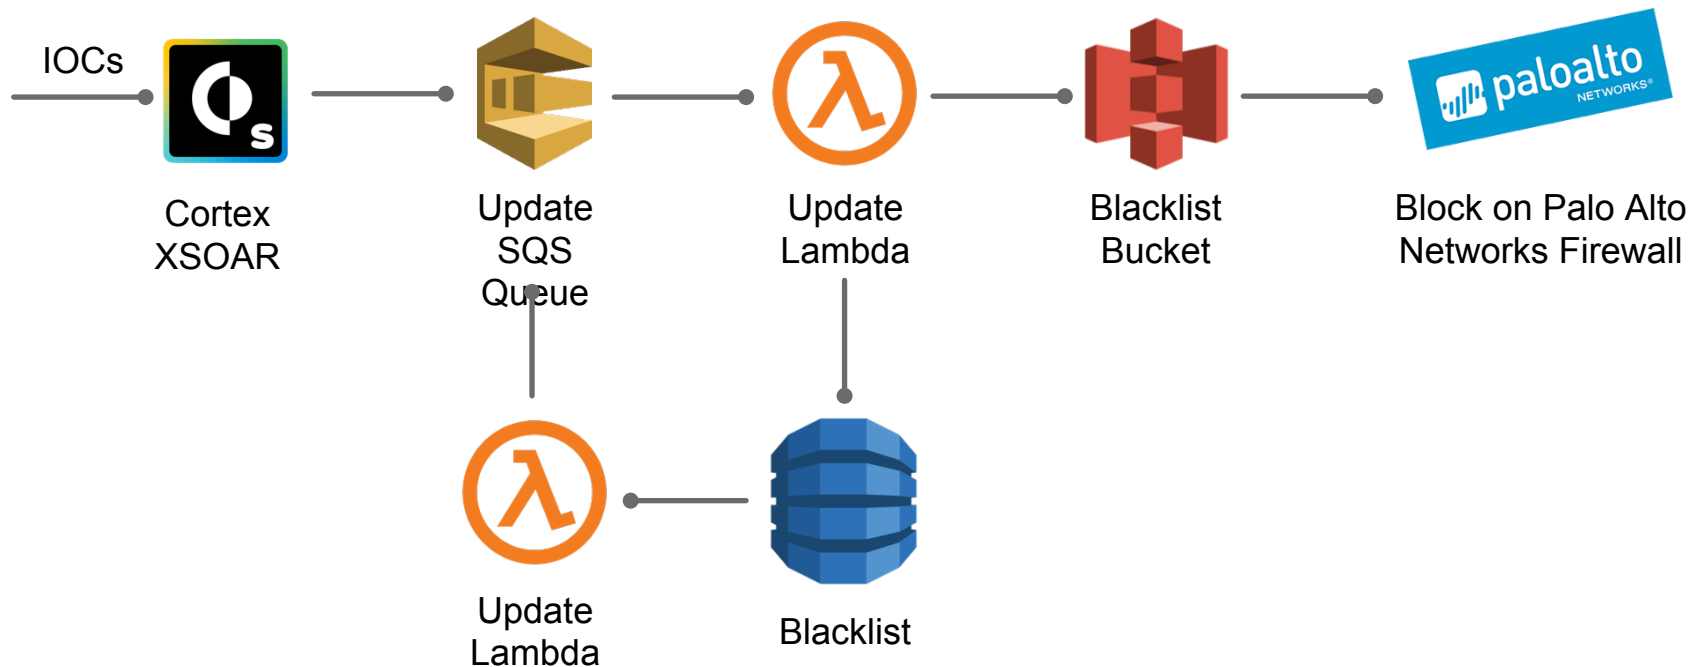 IOCs
S
paloalto
NETWORKS®
Cortex
XSOAR
Update
SQS
Queue
Update
Lambda
Blacklist
Bucket
Block on Palo Alto
Networks Firewall
Update
Lambda
Blacklist